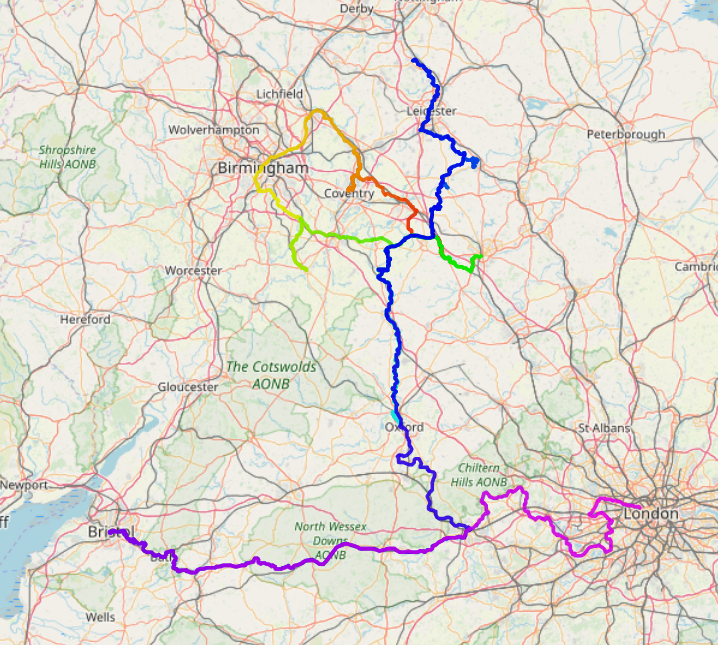 Derby
Lichfield
Leicester
Wolverhampton
Peterborough
Shropshire
Hills AONB
Birmingham
Coventry
Worcester
Hereford
The Cotswolds
AONB
Gloucester
Oxford
St Albans
Chiltern
Hills AONB
Newport
London
Bristol
North Wessex
Downs
AONB
Bath
Wells